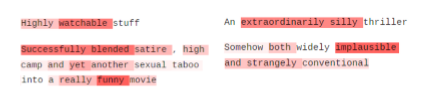 Highly watchable stuff
Successfully blended satire , high
camp and yet another sexual taboo
into a really funny movie
An extraordinarily silly thriller
Somehow both widely implausible
and strangely conventional